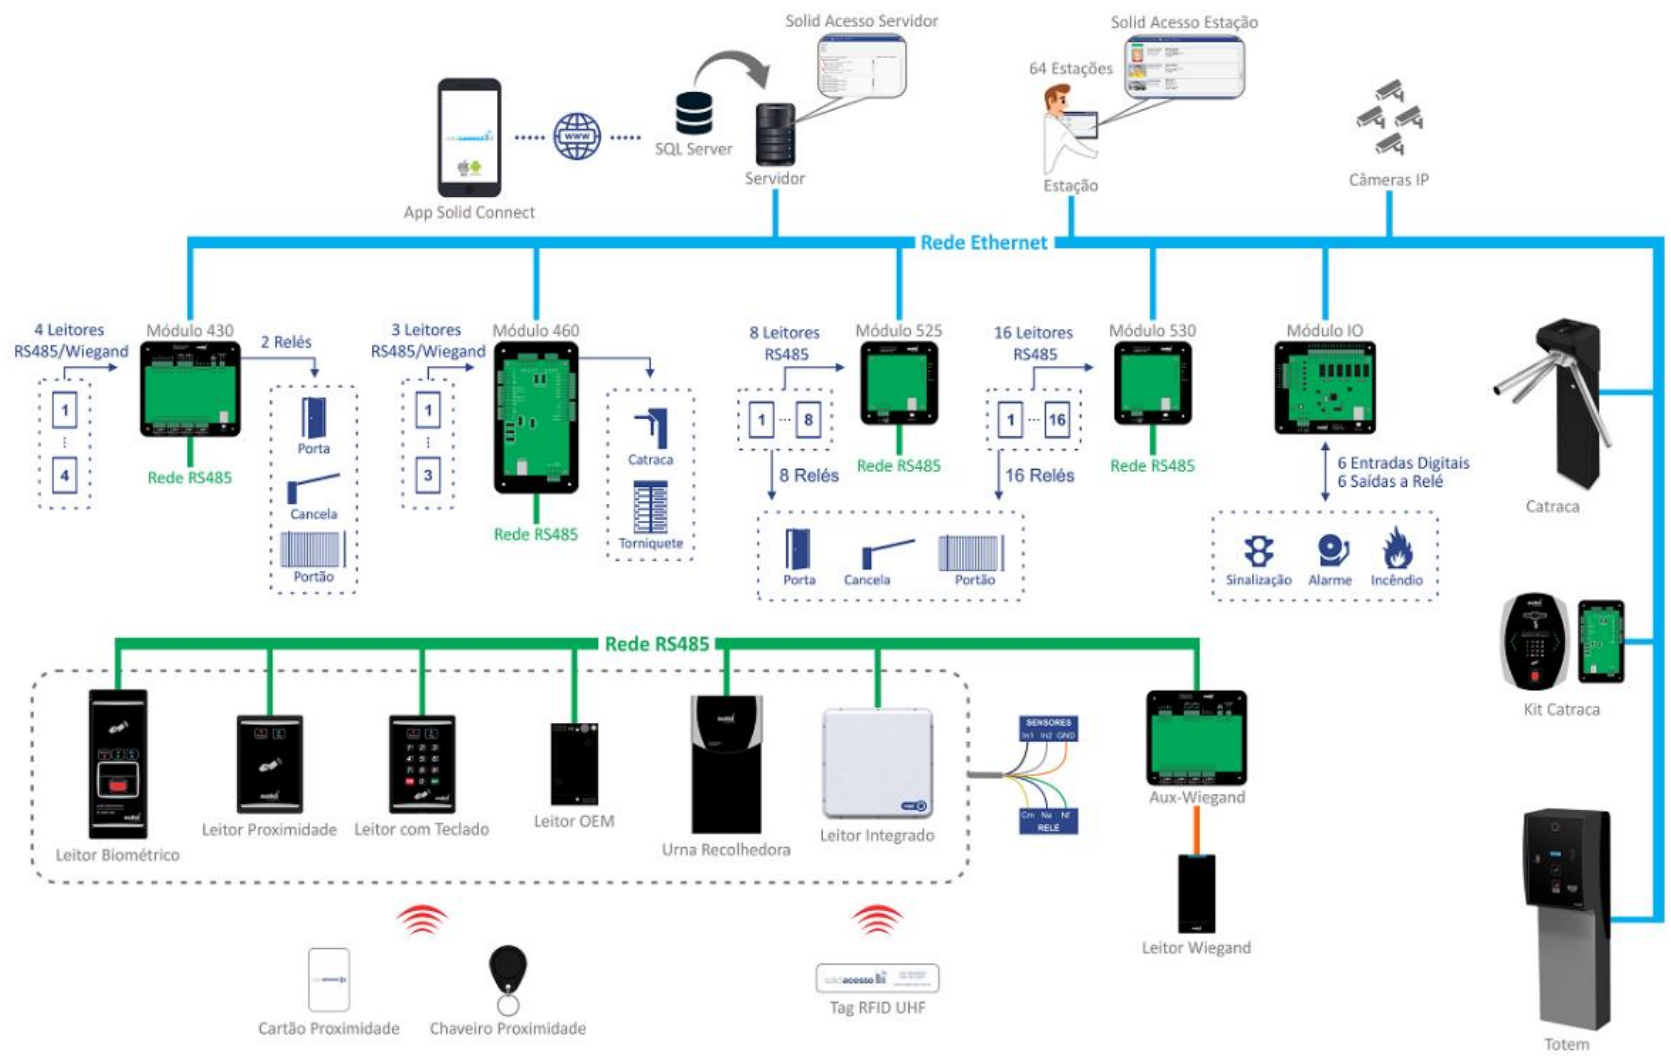 Solid Acesso Servidor
Solid Acesso Estação
64 Estações
WWW
SQL Server
Servidor
Estação
Câmeras IP
App Solid Connect
Rede Ethernet
4 Leitores
RS485/Wiegand
Módulo 430
2 Relés
3 Leitores
RS485/Wiegand
Módulo 460
8 Leitores
RS485
Módulo 525
16 Leitores
RS485
Módulo 530
Módulo IO
1
4
Rede RS485
Porta
Cancela
Portão
1
3
Rede RS485
Catraca
Torniquete
1 ... 8
8 Relés
Rede RS485
1 ... 16
16 Relés
Rede RS485
Porta
Cancela
Portão
6 Entradas Digitais
6 Saídas a Relé
Sinalização
Alarme
Incêndio
Catraca
Kit Catraca
Totem
Rede RS485
Leitor Biométrico
Leitor Proximidade
Leitor com Teclado
Leitor OEM
Urna Recolhedora
Leitor Integrado
SENSORES
In1 In2 GND
Cm Na Nf
RELÉ
Aux-Wiegand
Leitor Wiegand
Cartão Proximidade
Chaveiro Proximidade
solidacesso
Tag RFID UHF